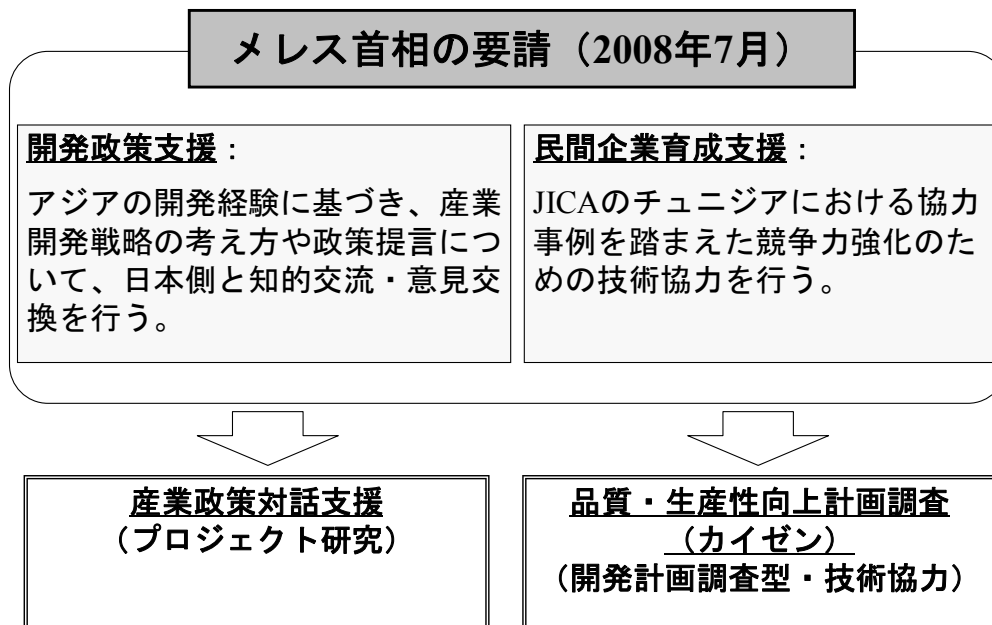 メレス首相の要請（2008年7月）
開発政策支援：
アジアの開発経験に基づき、産業
開発戦略の考え方や政策提言につ
いて、日本側と知的交流・意見交
換を行う。
民間企業育成支援：
JICAのチュニジアにおける協力
事例を踏まえた競争力強化のた
めの技術協力を行う。
産業政策対話支援
（プロジェクト研究）
品質・生産性向上計画調査
（カイゼン）
（開発計画調査型・技術協力）